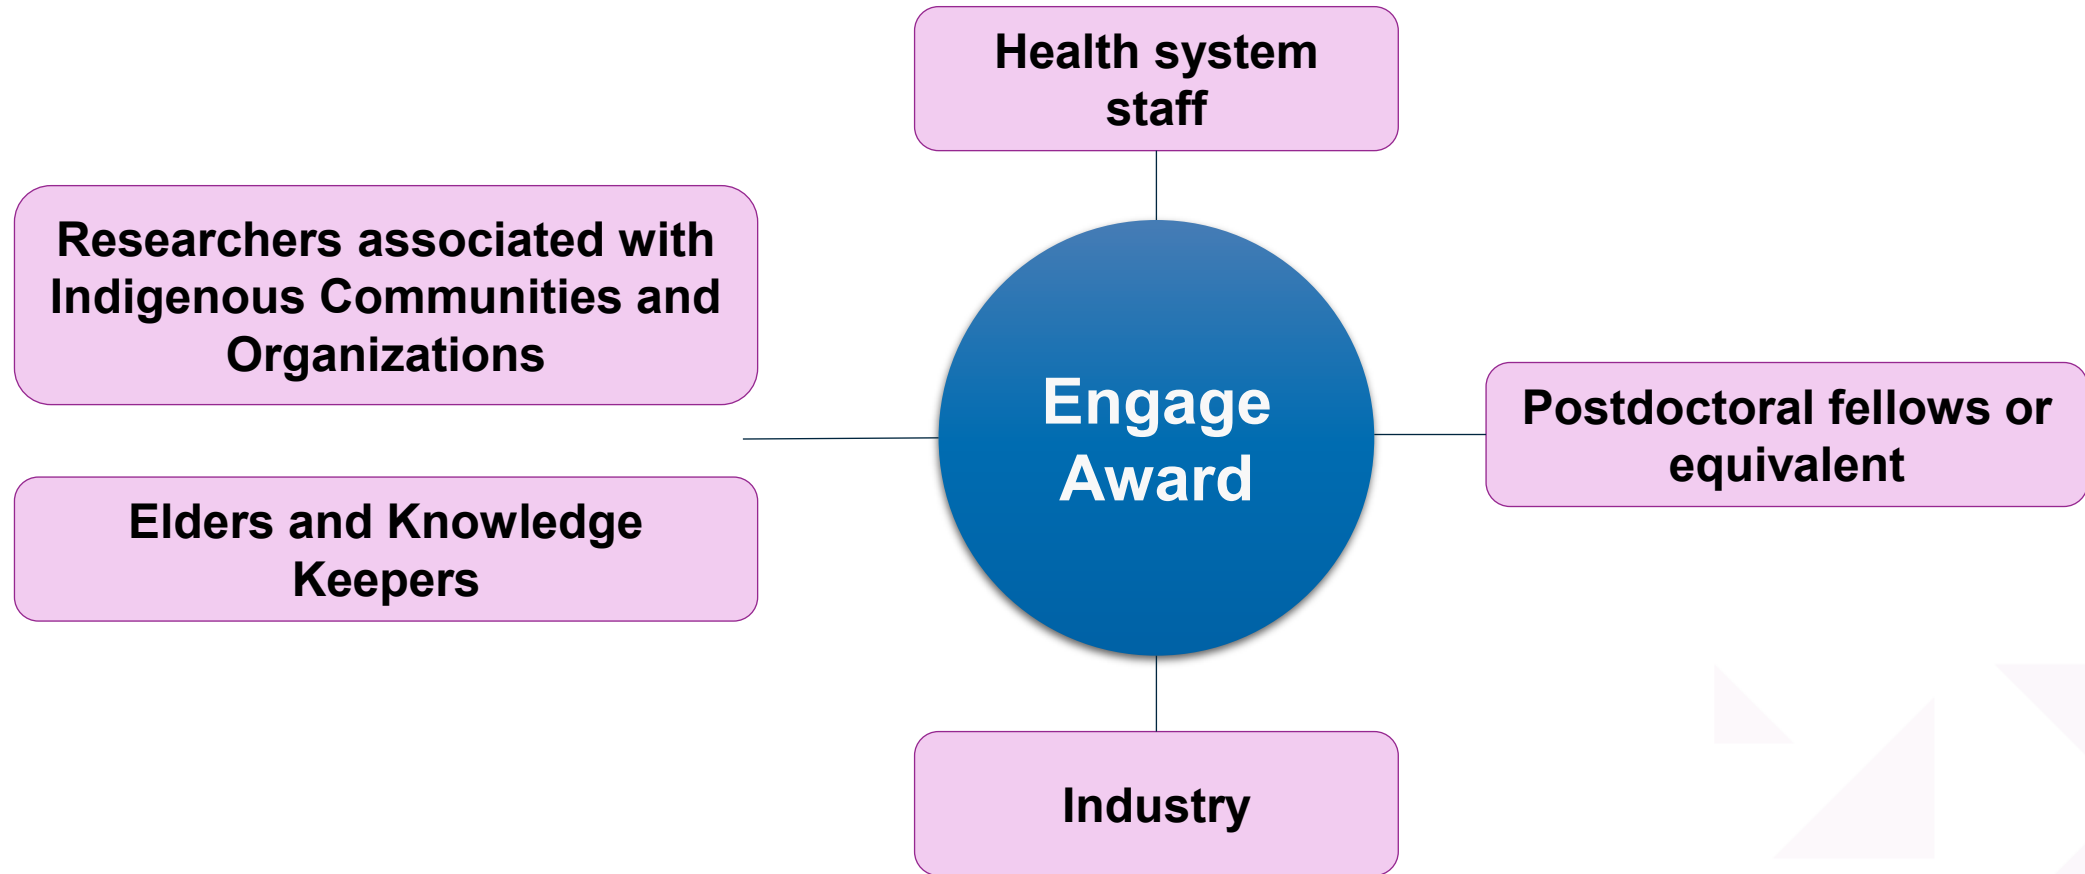 Health system
staff
Researchers associated with
Indigenous Communities and
Organizations
Engage
Award
Postdoctoral fellows or
equivalent
Elders and Knowledge
Keepers
Industry